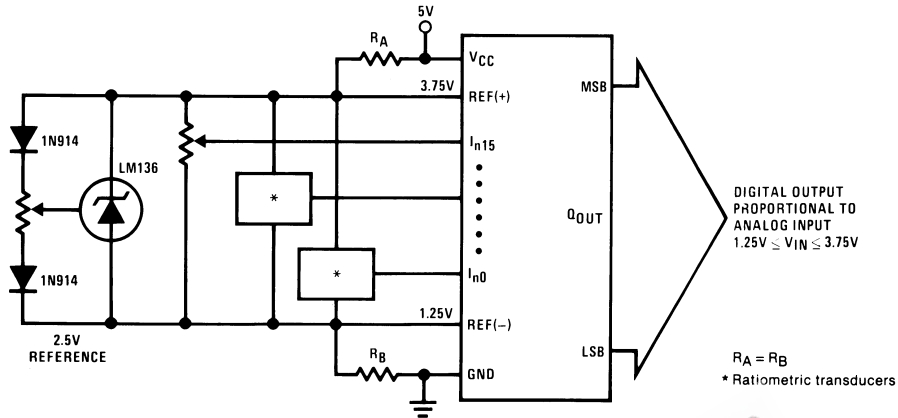 5V
RA
VCC
3.75V
REF(+)
MSB
1N914
In15
LM136
*
QOUT
DIGITAL OUTPUT
PROPORTIONAL TO
ANALOG INPUT
1.25V ≤ VIN ≤ 3.75V
*
In0
1N914
1.25V
REF(−)
2.5V
REFERENCE
RB
LSB
GND
RA = RB
* Ratiometric transducers